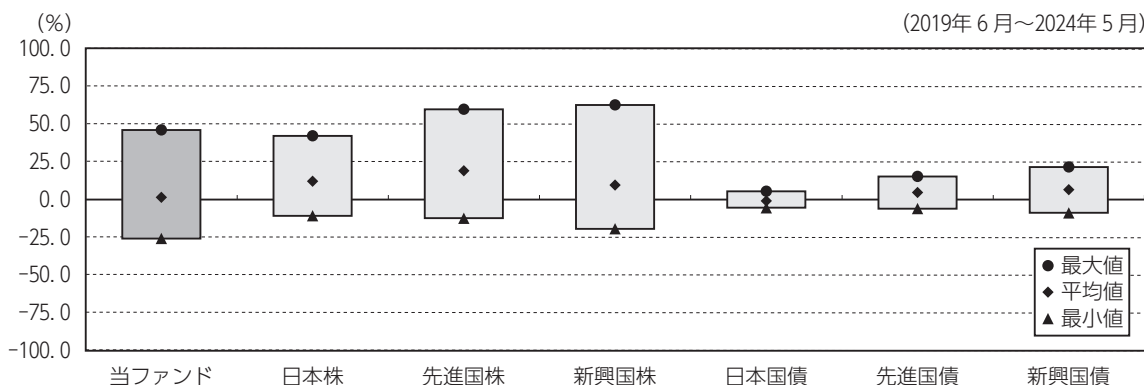 (%)
(2019年6月～2024年5月)
100.0
75.0
50.0
25.0
0.0
-25.0
-50.0
-75.0
-100.0
最大値
平均値
最小値
当ファンド 日本株 先進国株 新興国株 日本国債 先進国債 新興国債